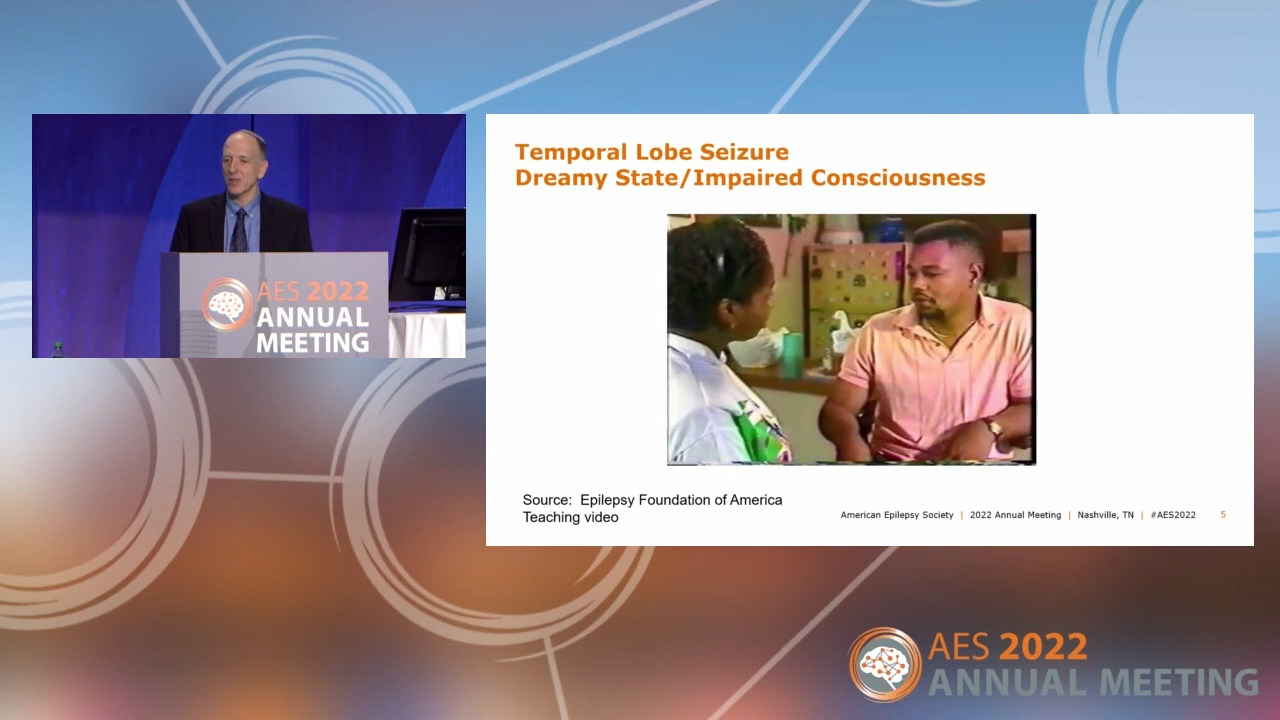 AES 2022
ANNUAL
MEETING
Temporal Lobe Seizure
Dreamy State/Impaired Consciousness
Source:  Epilepsy Foundation of America
Teaching video
American Epilepsy Society | 2022 Annual Meeting | Nashville, TN | #AES2022 5
AES 2022
ANNUAL MEETING